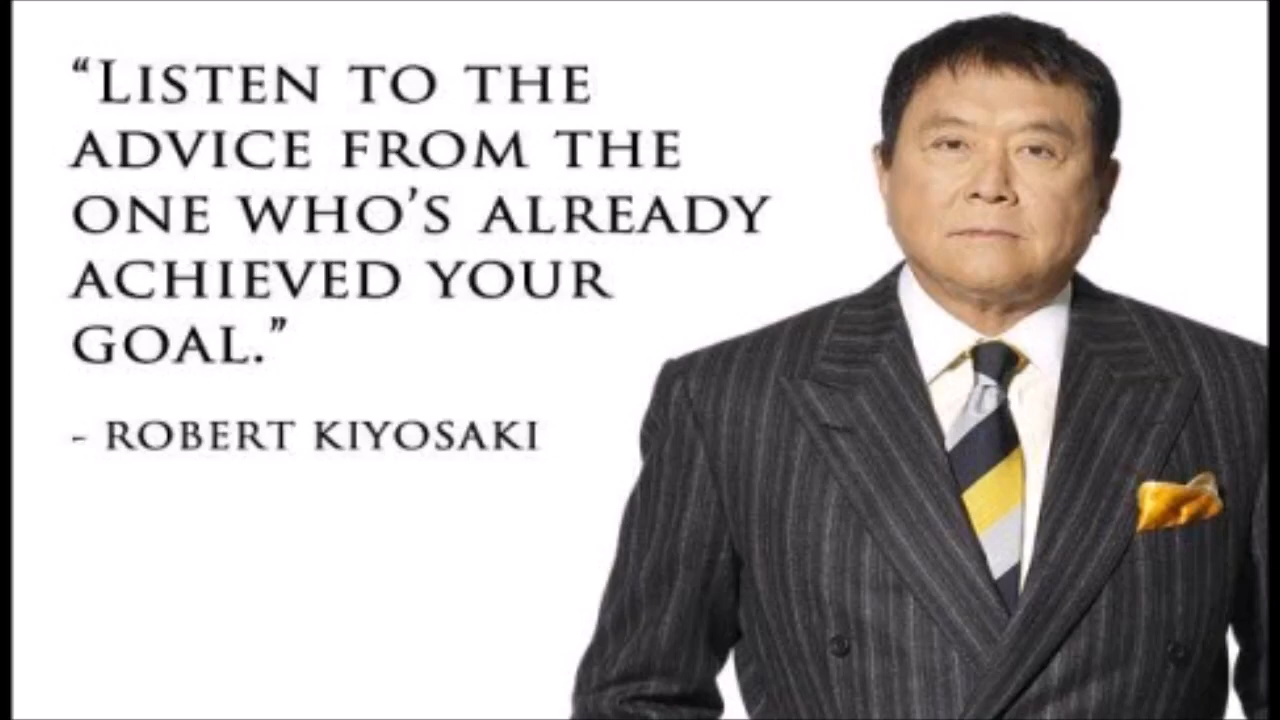 “LISTEN TO THE
ADVICE FROM THE
ONE WHO’S ALREADY
ACHIEVED YOUR
GOAL.”
- ROBERT KIYOSAKI